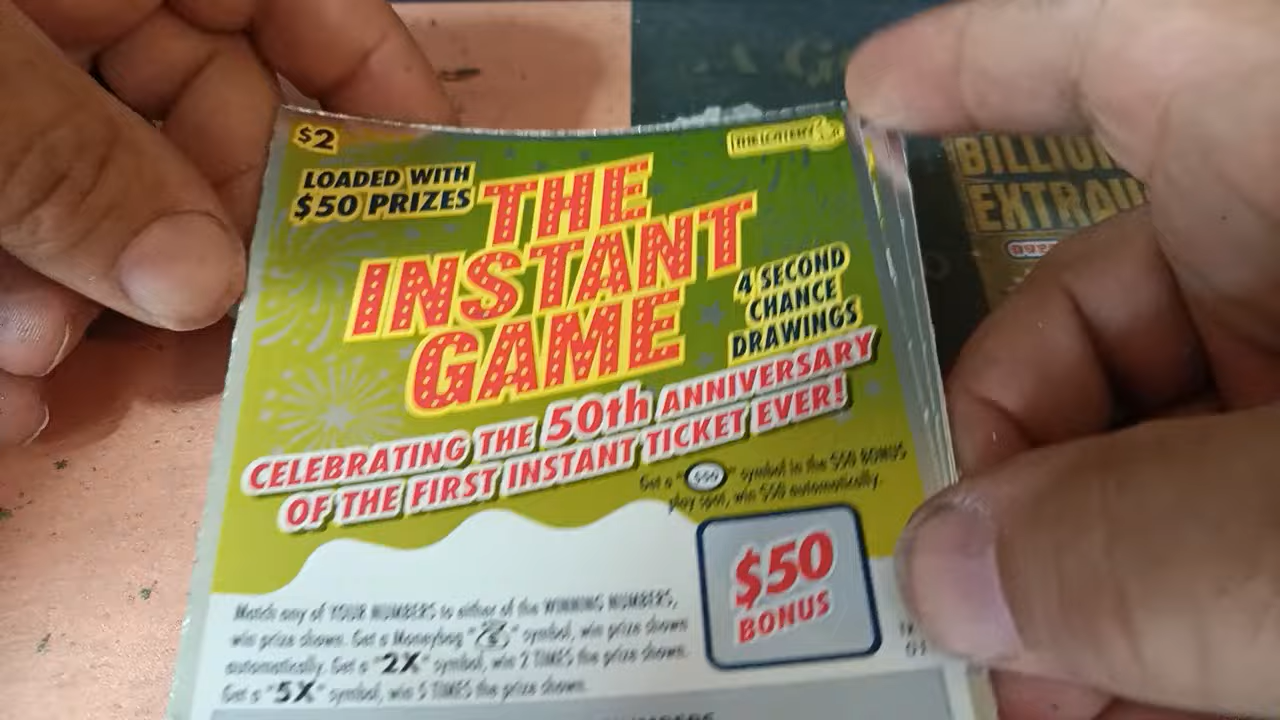 $2
THE LOTTERY
LOADED WITH
$50 PRIZES
THE
INSTANT
GAME
4 SECOND
CHANCE
DRAWINGS
CELEBRATING THE 50th ANNIVERSARY
OF THE FIRST INSTANT TICKET EVER!
Get a "$50" symbol in the $50 BONUS
play spot, win $50 automatically.
$50
BONUS
Match any of YOUR NUMBERS to either of the WINNING NUMBERS,
win prize shown. Get a Moneybag " " symbol, win prize shown
automatically. Get a "2X" symbol, win 2 TIMES the prize shown.
Get a "5X" symbol, win 5 TIMES the prize shown.
NUMBERS